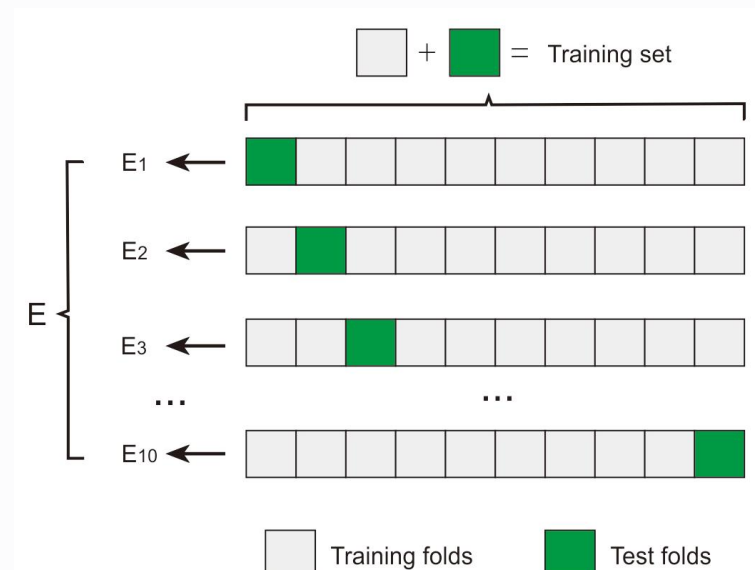 + = Training set
E1
E2
E
E3
... ...
E10
Training folds Test folds